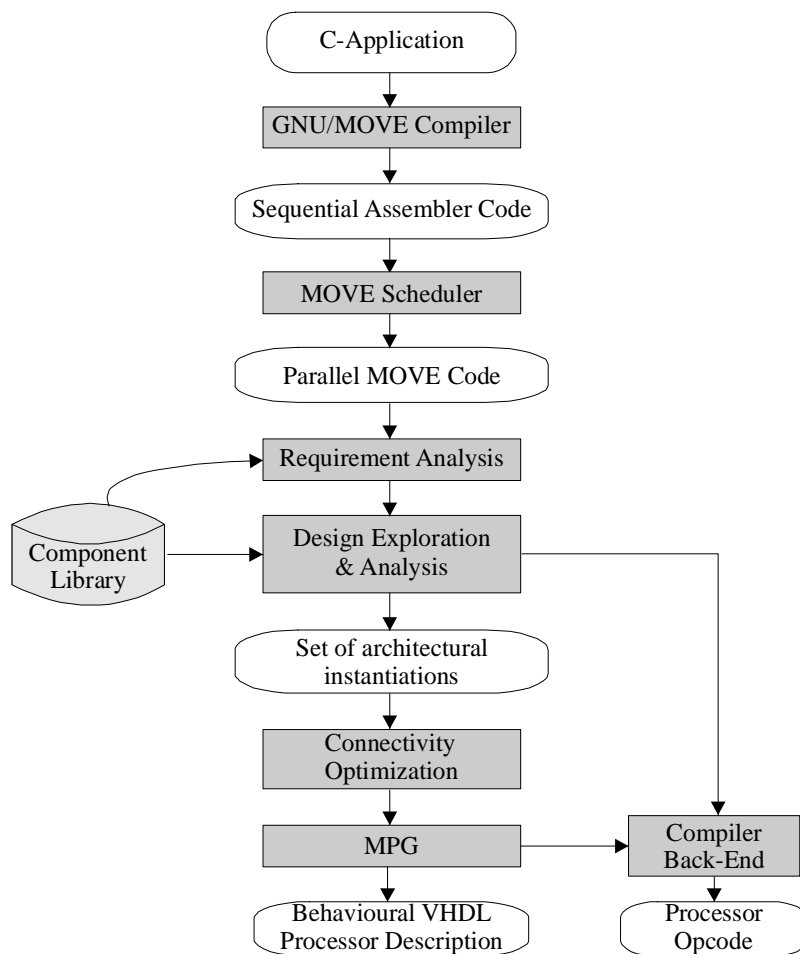 C-Application
GNU/MOVE Compiler
Sequential Assembler Code
MOVE Scheduler
Parallel MOVE Code
Requirement Analysis
Component
Library
Design Exploration
& Analysis
Set of architectural
instantiations
Connectivity
Optimization
MPG
Compiler
Back-End
Behavioural VHDL
Processor Description
Processor
Opcode